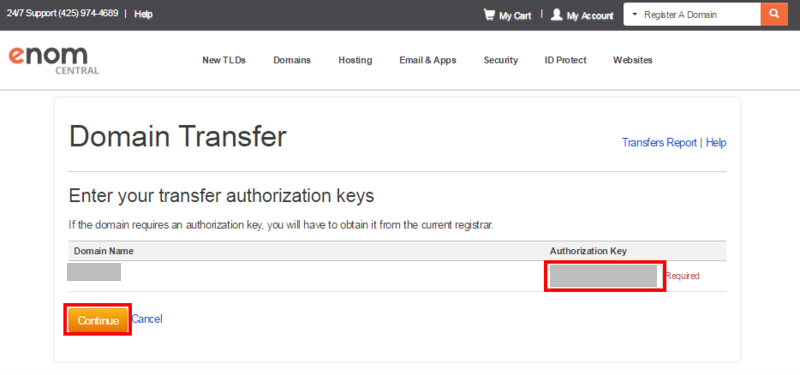 24/7 Support (425) 974-4689 | Help My Cart | My Account Register A Domain
enom
CENTRAL
New TLDs Domains Hosting Email & Apps Security ID Protect Websites
Domain Transfer
Transfers Report | Help
Enter your transfer authorization keys
If the domain requires an authorization key, you will have to obtain it from the current registrar.
Domain Name Authorization Key
Required
Continue Cancel